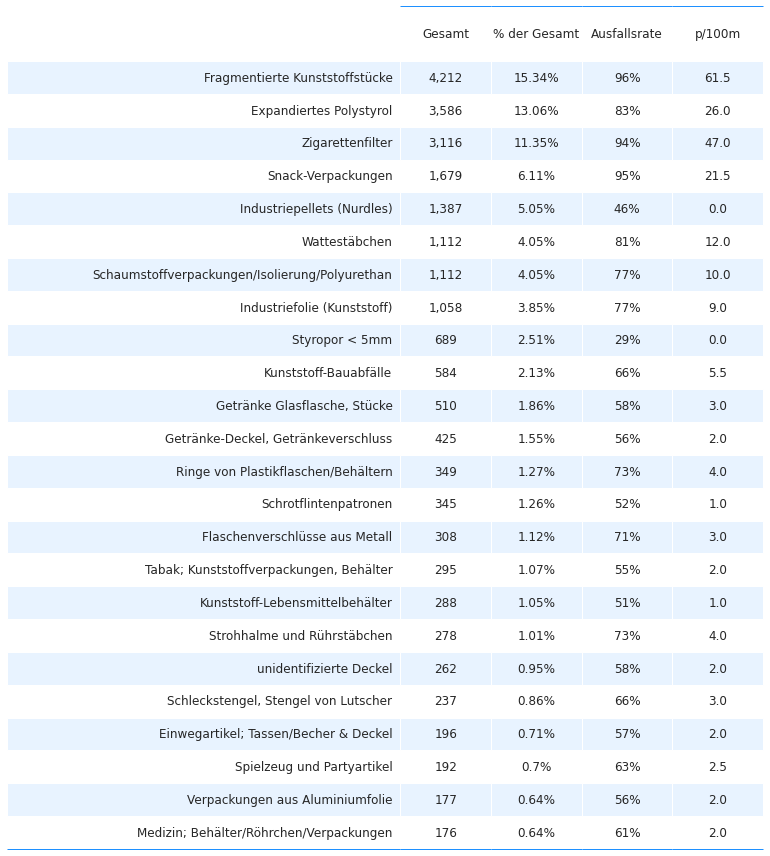 Gesamt % der Gesamt Ausfallsrate p/100m
Fragmentierte Kunststoffstücke 4,212 15.34% 96% 61.5
Expandiertes Polystyrol 3,586 13.06% 83% 26.0
Zigarettenfilter 3,116 11.35% 94% 47.0
Snack-Verpackungen 1,679 6.11% 95% 21.5
Industriepellets (Nurdles) 1,387 5.05% 46% 0.0
Wattestäbchen 1,112 4.05% 81% 12.0
Schaumstoffverpackungen/Isolierung/Polyurethan 1,112 4.05% 77% 10.0
Industriefolie (Kunststoff) 1,058 3.85% 77% 9.0
Styropor < 5mm 689 2.51% 29% 0.0
Kunststoff-Bauabfälle 584 2.13% 66% 5.5
Getränke Glasflasche, Stücke 510 1.86% 58% 3.0
Getränke-Deckel, Getränkeverschluss 425 1.55% 56% 2.0
Ringe von Plastikflaschen/Behältern 349 1.27% 73% 4.0
Schrotflintenpatronen 345 1.26% 52% 1.0
Flaschenverschlüsse aus Metall 308 1.12% 71% 3.0
Tabak; Kunststoffverpackungen, Behälter 295 1.07% 55% 2.0
Kunststoff-Lebensmittelbehälter 288 1.05% 51% 1.0
Strohhalme und Rührstäbchen 278 1.01% 73% 4.0
unidentifizierte Deckel 262 0.95% 58% 2.0
Schleckstengel, Stengel von Lutscher 237 0.86% 66% 3.0
Einwegartikel; Tassen/Becher & Deckel 196 0.71% 57% 2.0
Spielzeug und Partyartikel 192 0.7% 63% 2.5
Verpackungen aus Aluminiumfolie 177 0.64% 56% 2.0
Medizin; Behälter/Röhrchen/Verpackungen 176 0.64% 61% 2.0